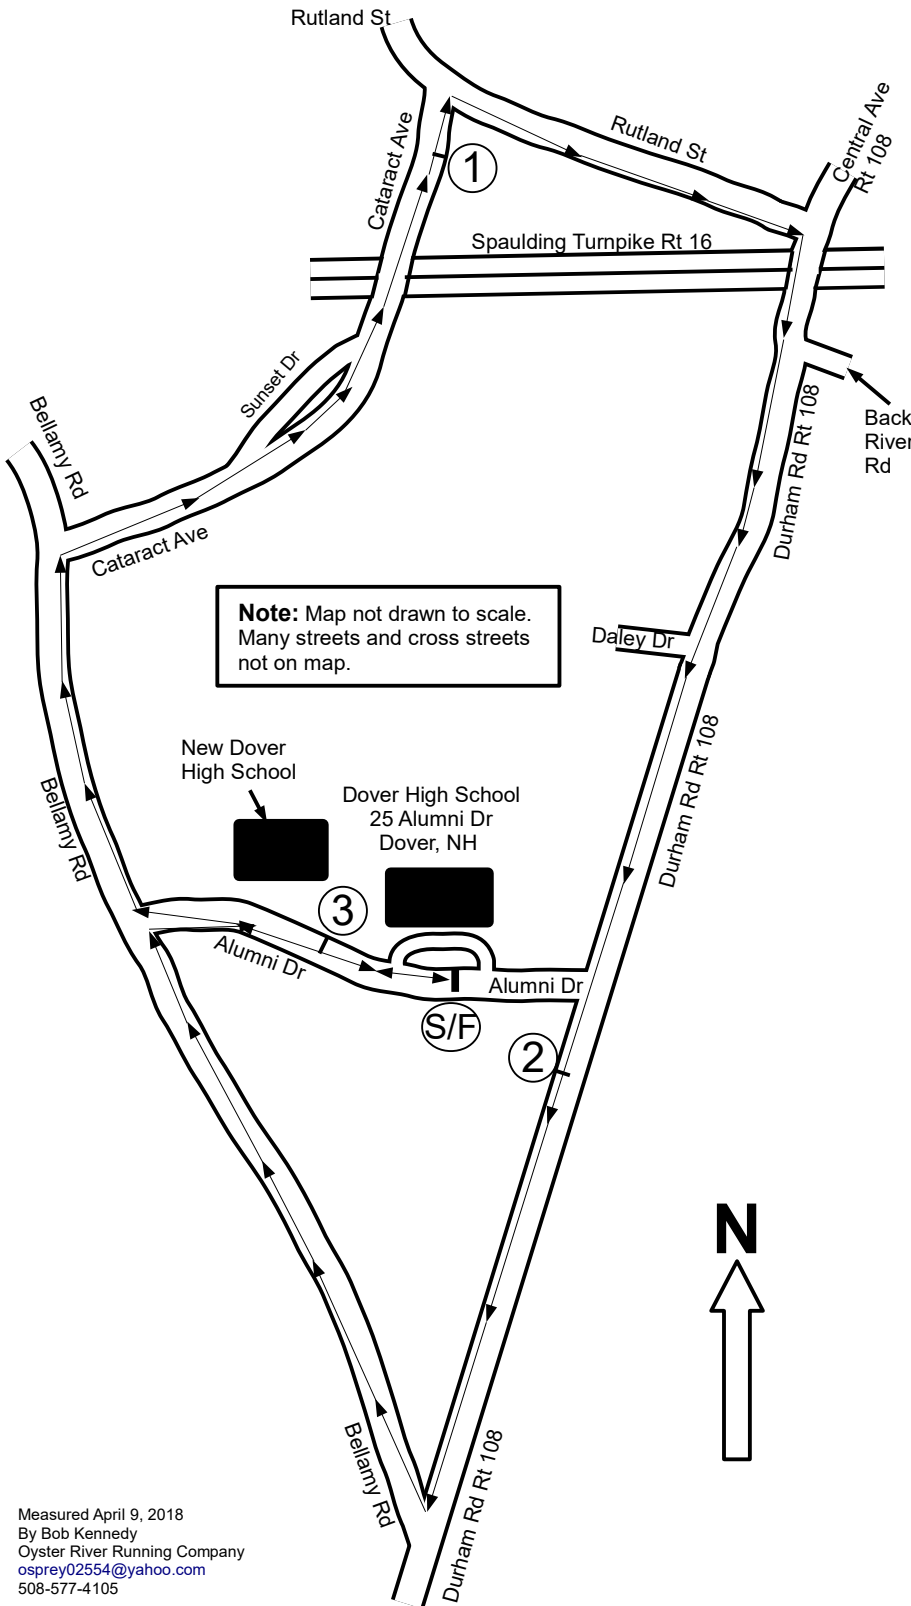 Rutland St
Cataract Ave
1
Rutland St
Central Ave
Rt 108
Spaulding Turnpike Rt 16
Sunset Dr
Bellamy Rd
Back
River
Rd
Durham Rd Rt 108
Cataract Ave
Note: Map not drawn to scale.
Many streets and cross streets
not on map.
Daley Dr
New Dover
High School
Dover High School
25 Alumni Dr
Dover, NH
Durham Rd Rt 108
Bellamy Rd
3
Alumni Dr
Alumni Dr
S/F
2
N
Bellamy Rd
Durham Rd Rt 108
Measured April 9, 2018
By Bob Kennedy
Oyster River Running Company
osprey02554@yahoo.com
508-577-4105